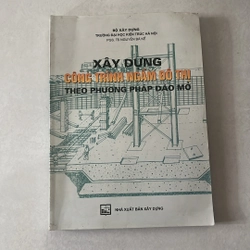 BỘ XÂY DỰNG
TRƯỜNG ĐẠI HỌC KIẾN TRÚC HÀ NỘI
XÂY DỰNG
CÔNG TRÌNH NGẦM ĐÔ THỊ
THEO PHƯƠNG PHÁP ĐÀO MỞ
NHÀ XUẤT BẢN XÂY DỰNG